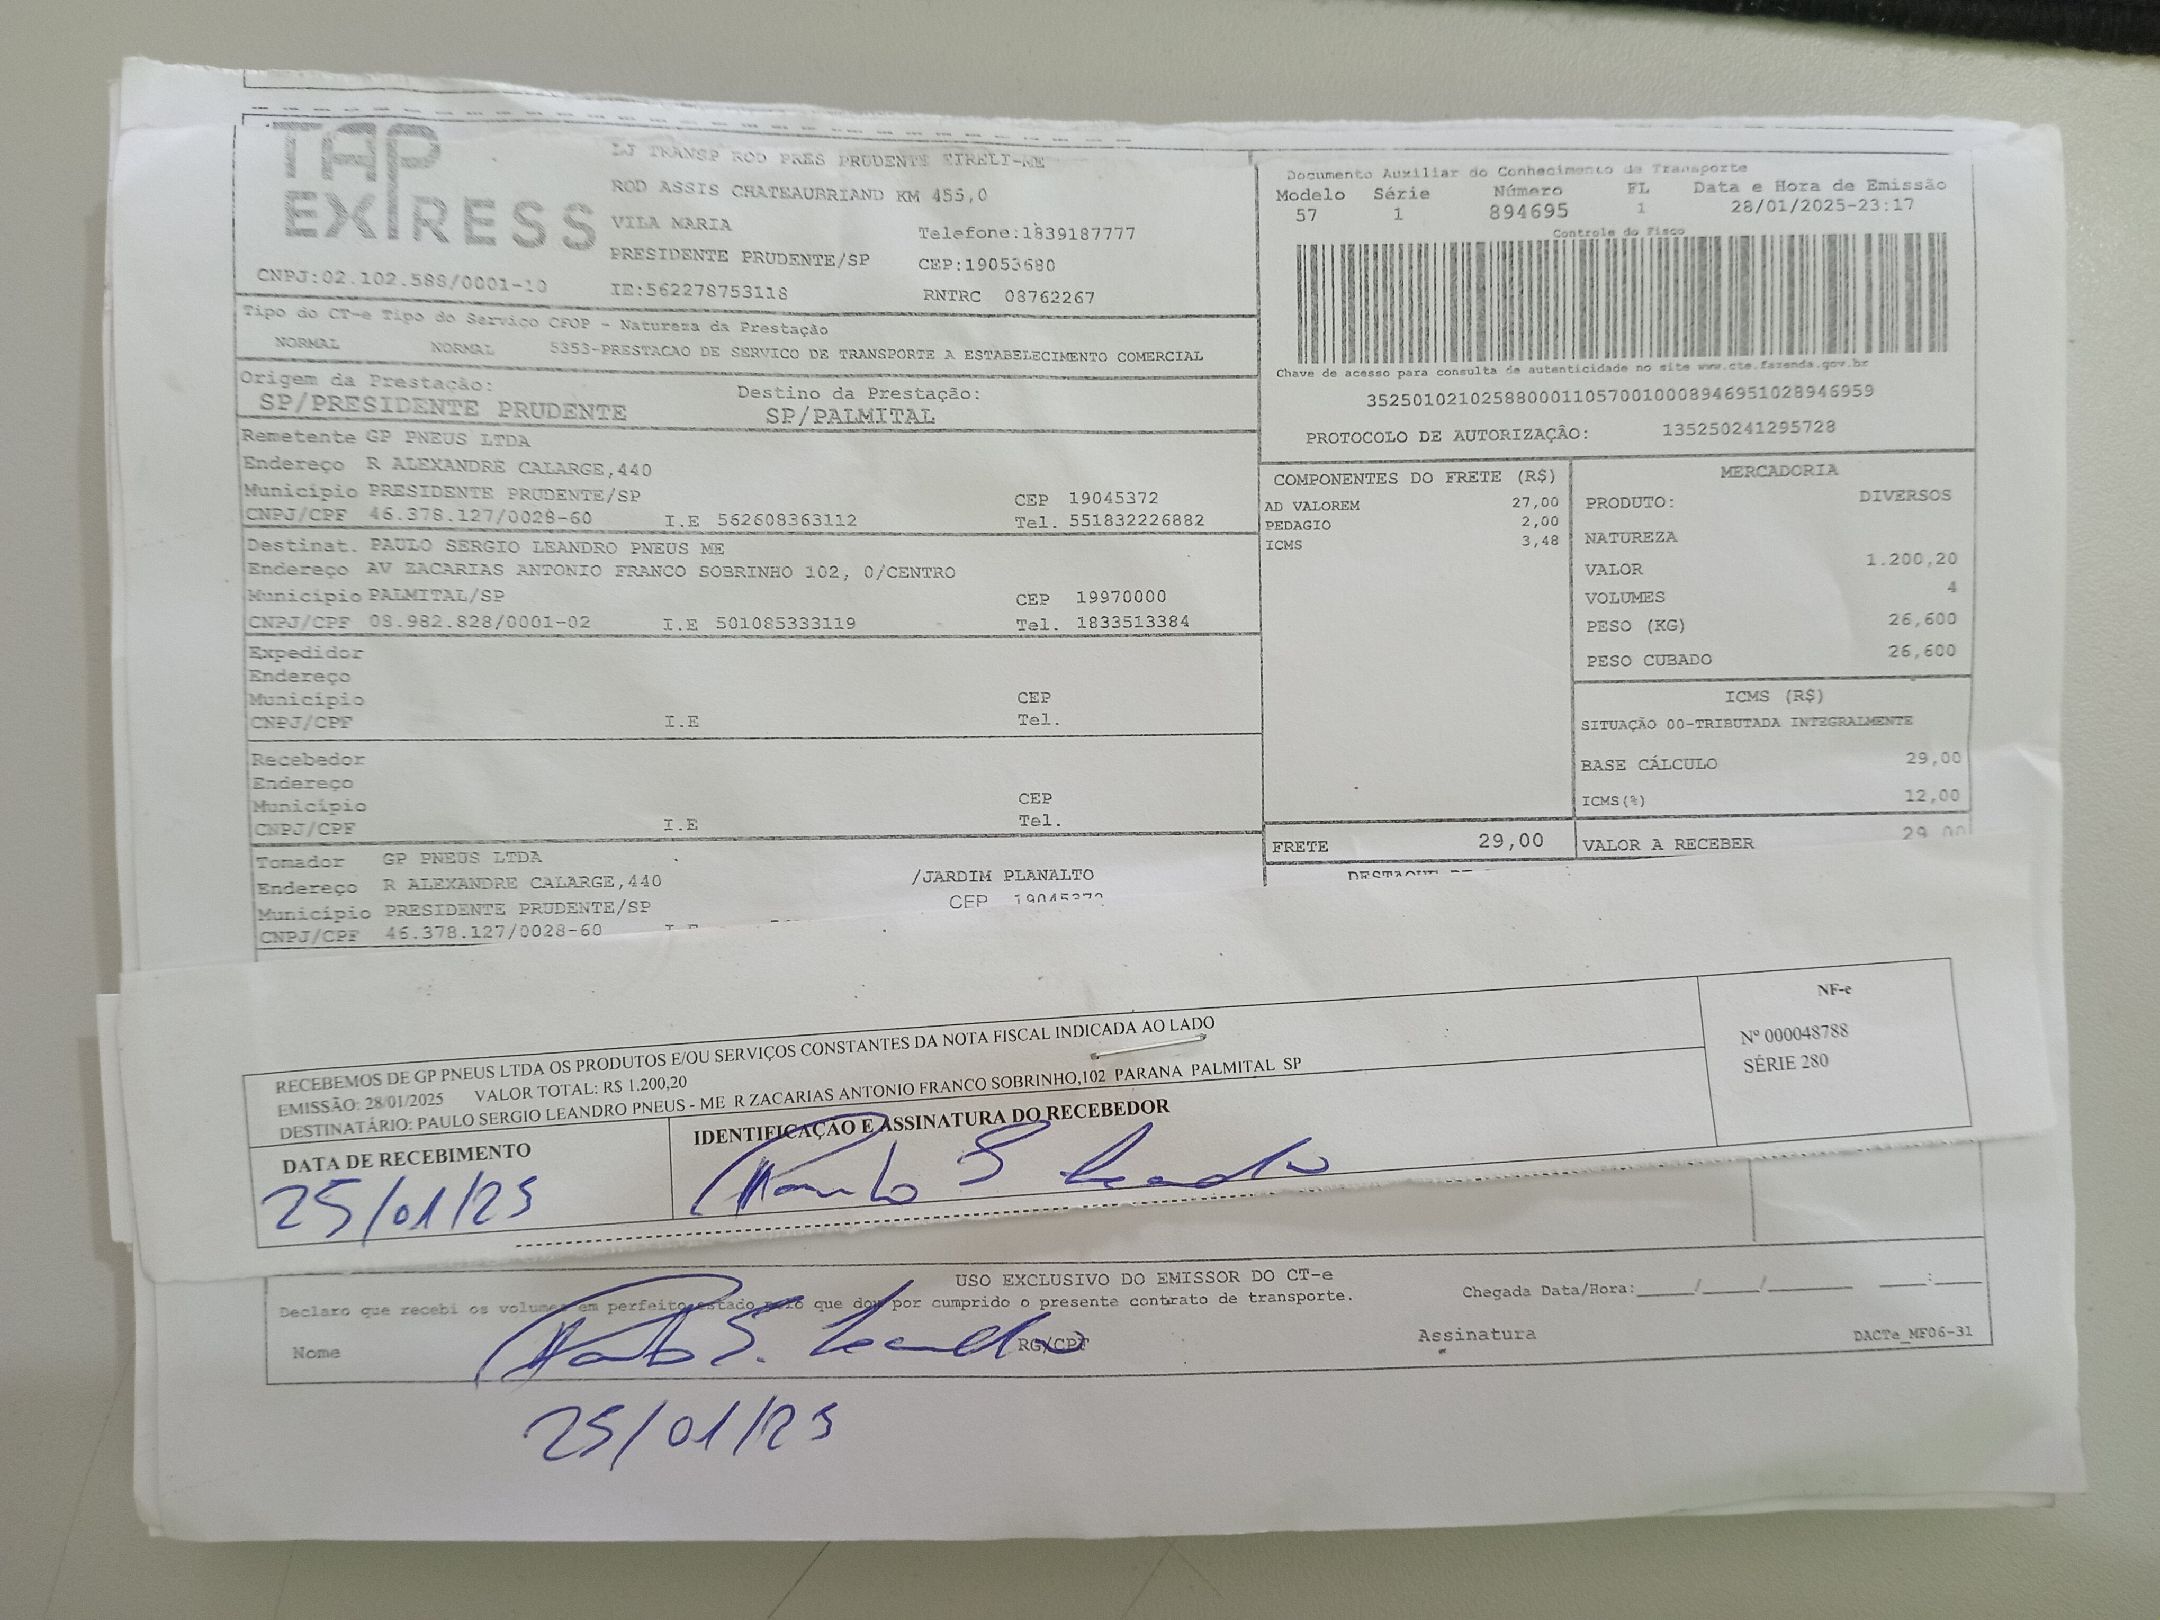 TAP
EXPRESS
CNPJ:02.102.588/0001-10
LJ TRANSP ROD PRES PRUDENTE EIRELI-ME
ROD ASSIS CHATEAUBRIAND KM 455,0
VILA MARIA Telefone:1839187777
PRESIDENTE PRUDENTE/SP CEP:19053680
IE:562278753118 RNTRC 08762267
Documento Auxiliar do Conhecimento de Transporte
Modelo Série Número FL Data e Hora de Emissão
57 1 894695 1 28/01/2025-23:17
Controle do Fisco
Chave de acesso para consulta de autenticidade no site www.cte.fazenda.gov.br
35250102102588000110570010008946951028946959
PROTOCOLO DE AUTORIZAÇÂO: 135250241295728
Tipo do CT-e Tipo do Serviço CFOP - Natureza da Prestação
NORMAL NORMAL 5353-PRESTACAO DE SERVICO DE TRANSPORTE A ESTABELECIMENTO COMERCIAL
Origem da Prestacão: Destino da Prestação:
SP/PRESIDENTE PRUDENTE SP/PALMITAL
Remetente GP PNEUS LTDA
Endereço R ALEXANDRE CALARGE,440
Município PRESIDENTE PRUDENTE/SP CEP 19045372
CNPJ/CPF 46.378.127/0028-60 I.E 562608363112 Tel. 551832226882
Destinat. PAULO SERGIO LEANDRO PNEUS ME
Endereço AV ZACARIAS ANTONIO FRANCO SOBRINHO 102, 0/CENTRO
Município PALMITAL/SP CEP 19970000
CNPJ/CPF 08.982.828/0001-02 I.E 501085333119 Tel. 1833513384
Expedidor
Endereço
Município CEP
CNPJ/CPF I.E Tel.
Recebedor
Endereço
Município CEP
CNPJ/CPF I.E Tel.
Tomador GP PNEUS LTDA
Endereço R ALEXANDRE CALARGE,440 /JARDIM PLANALTO
Município PRESIDENTE PRUDENTE/SP CEP 19045372
CNPJ/CPF 46.378.127/0028-60 I.E
COMPONENTES DO FRETE (R$)
AD VALOREM 27,00
PEDAGIO 2,00
ICMS 3,48
FRETE 29,00
MERCADORIA
PRODUTO: DIVERSOS
NATUREZA
VALOR 1.200,20
VOLUMES 4
PESO (KG) 26,600
PESO CUBADO 26,600
ICMS (R$)
SITUAÇÃO 00-TRIBUTADA INTEGRALMENTE
BASE CÁLCULO 29,00
ICMS(%) 12,00
VALOR A RECEBER 29,00
RECEBEMOS DE GP PNEUS LTDA OS PRODUTOS E/OU SERVIÇOS CONSTANTES DA NOTA FISCAL INDICADA AO LADO
EMISSÃO: 28/01/2025 VALOR TOTAL: R$ 1.200,20
DESTINATÁRIO: PAULO SERGIO LEANDRO PNEUS - ME R ZACARIAS ANTONIO FRANCO SOBRINHO,102 PARANA PALMITAL SP
DATA DE RECEBIMENTO IDENTIFICAÇÃO E ASSINATURA DO RECEBEDOR
25/01/25 Paulo S Leandro
NF-e
Nº 000048788
SÉRIE 280
USO EXCLUSIVO DO EMISSOR DO CT-e
Declaro que recebi os volumes em perfeito estado pelo que dou por cumprido o presente contrato de transporte. Chegada Data/Hora:____/____/______ ___:___
Nome Paulo S. Leandro RG/CPF Assinatura DACTe_MF06-31
25/01/25